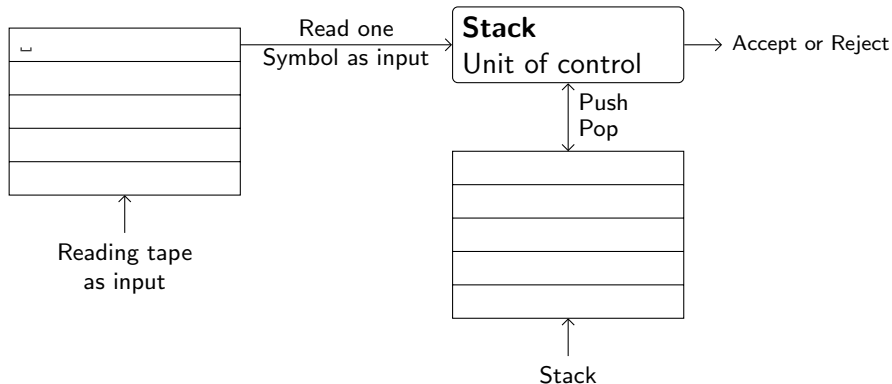 ␣
Read one
Symbol as input
Stack
Unit of control
Accept or Reject
Push
Pop
Reading tape
as input
Stack